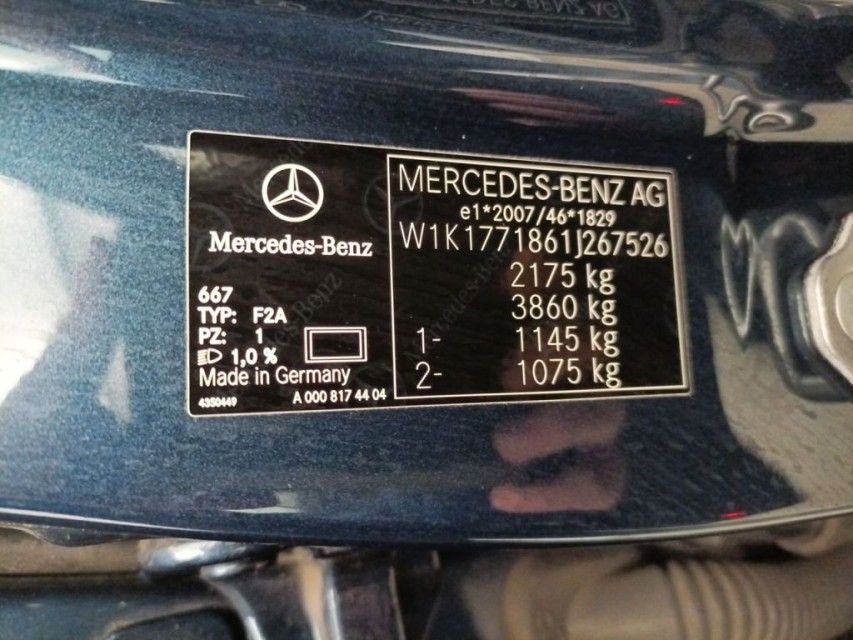 Mercedes-Benz
667
TYP: F2A
PZ: 1
1,0 %
Made in Germany
4350449 A 000 817 44 04
MERCEDES-BENZ AG
e1*2007/46*1829
W1K1771861J267526
2175 kg
3860 kg
1- 1145 kg
2- 1075 kg